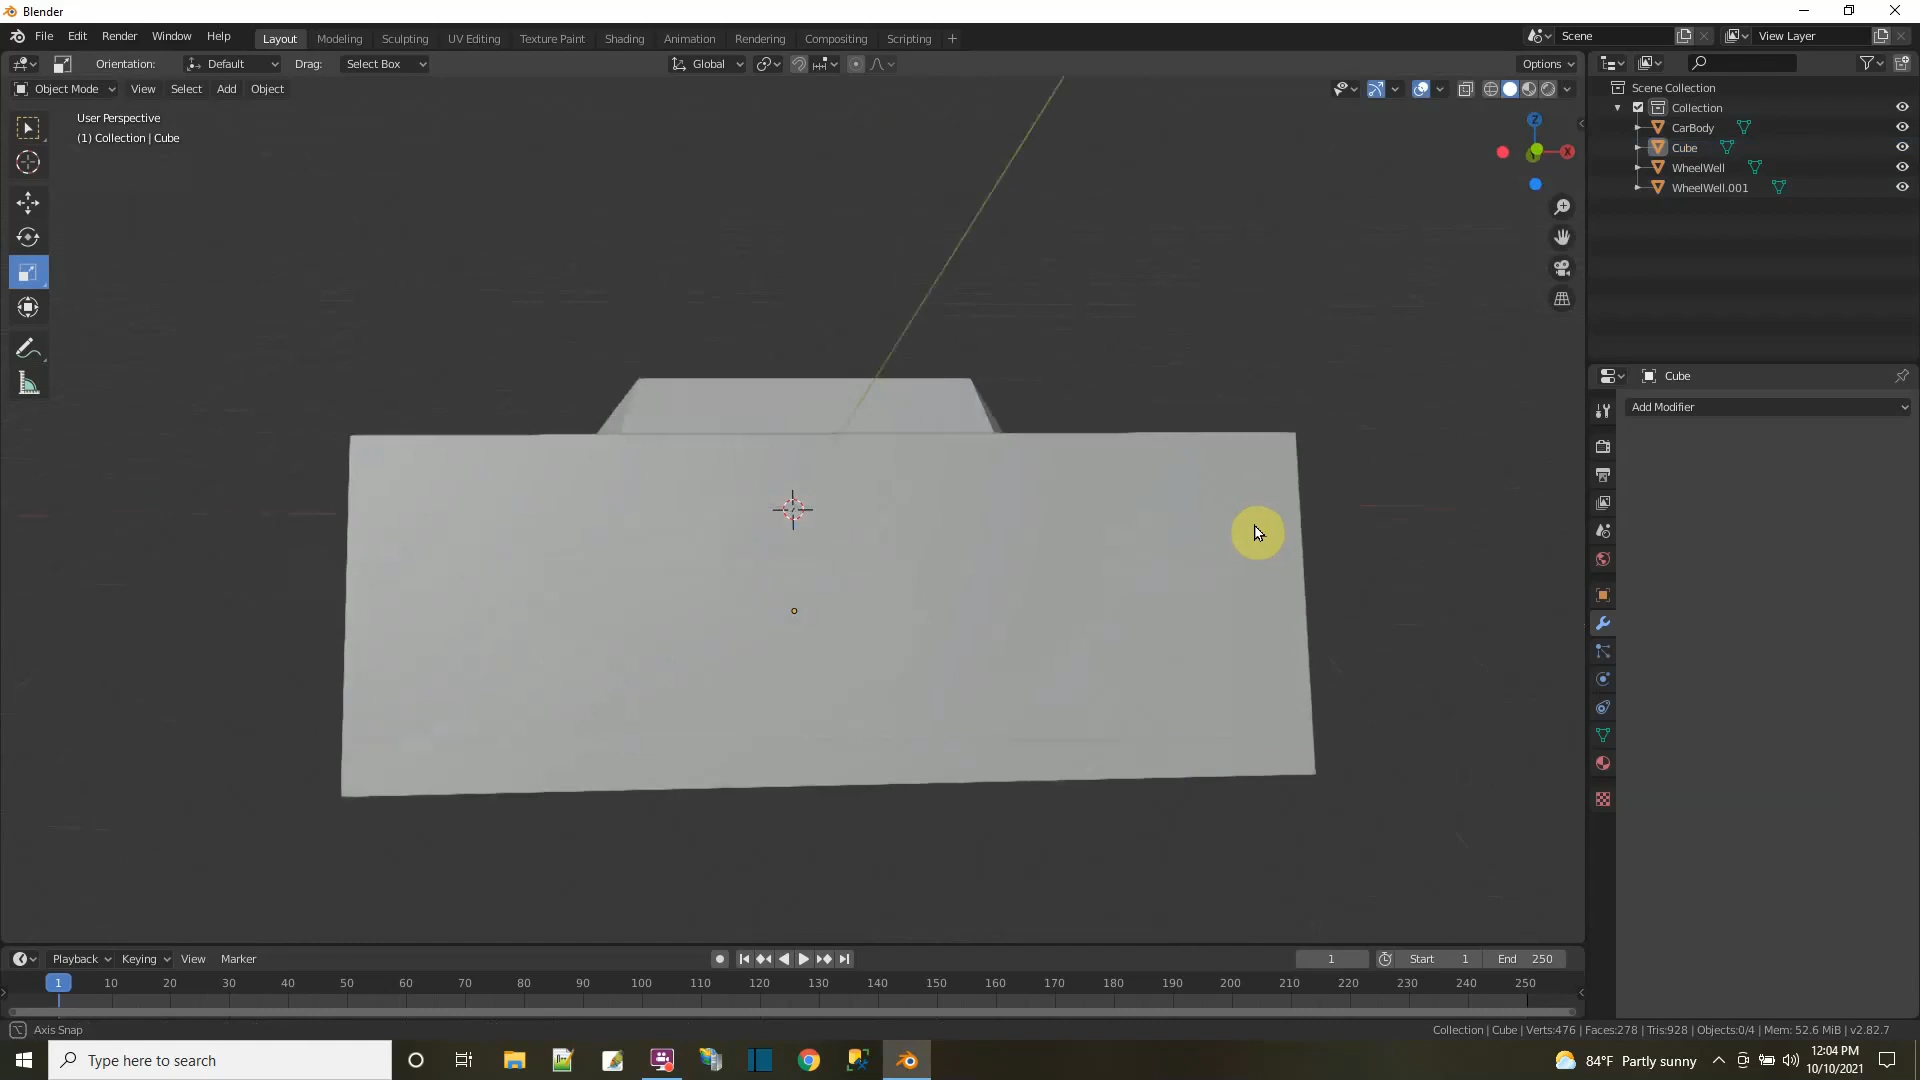 Blender
File Edit Render Window Help
Layout Modeling Sculpting UV Editing Texture Paint Shading Animation Rendering Compositing Scripting +
Scene
View Layer
Orientation: Default Drag: Select Box
Global
Options
Object Mode View Select Add Object
User Perspective
(1) Collection | Cube
Z
X
Scene Collection
Collection
CarBody
Cube
WheelWell
WheelWell.001
Cube
Add Modifier
Playback Keying View Marker
1
Start 1
End 250
1 10 20 30 40 50 60 70 80 90 100 110 120 130 140 150 160 170 180 190 200 210 220 230 240 250
Axis Snap
Collection | Cube | Verts:476 | Faces:278 | Tris:928 | Objects:0/4 | Mem: 52.6 MiB | v2.82.7
Type here to search
84°F Partly sunny
12:04 PM
10/10/2021